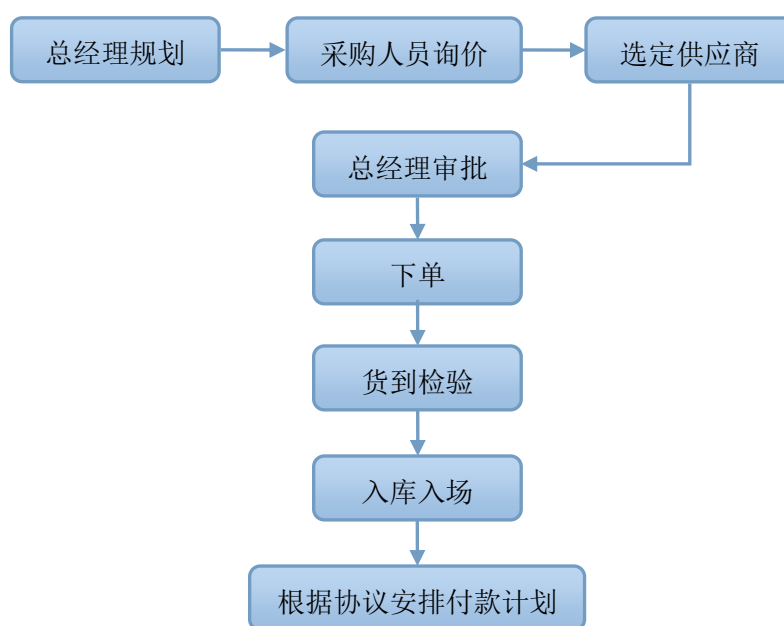 总经理规划
采购人员询价
选定供应商
总经理审批
下单
货到检验
入库入场
根据协议安排付款计划